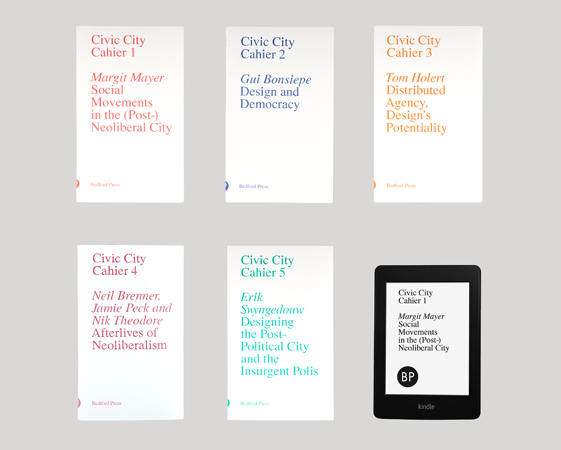 Civic City
Cahier 1
Margit Mayer
Social
Movements
in the (Post-)
Neoliberal City
Bedford Press
Civic City
Cahier 2
Gui Bonsiepe
Design and
Democracy
Bedford Press
Civic City
Cahier 3
Tom Holert
Distributed
Agency,
Design's
Potentiality
Bedford Press
Civic City
Cahier 4
Neil Brenner,
Jamie Peck and
Nik Theodore
Afterlives of
Neoliberalism
Bedford Press
Civic City
Cahier 5
Erik
Swyngedouw
Designing
the Post-
Political City
and the
Insurgent Polis
Bedford Press
Civic City
Cahier 1
Margit Mayer
Social
Movements
in the (Post-)
Neoliberal City
BP
kindle